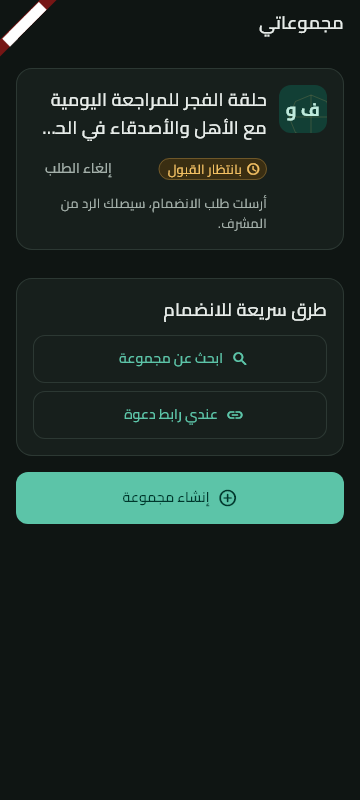 مجموعاتي
ف و
حلقة الفجر للمراجعة اليومية
مع الأهل والأصدقاء في الحـ...
بانتظار القبول
إلغاء الطلب
أرسلت طلب الانضمام، سيصلك الرد من
المشرف.
طرق سريعة للانضمام
ابحث عن مجموعة
عندي رابط دعوة
إنشاء مجموعة